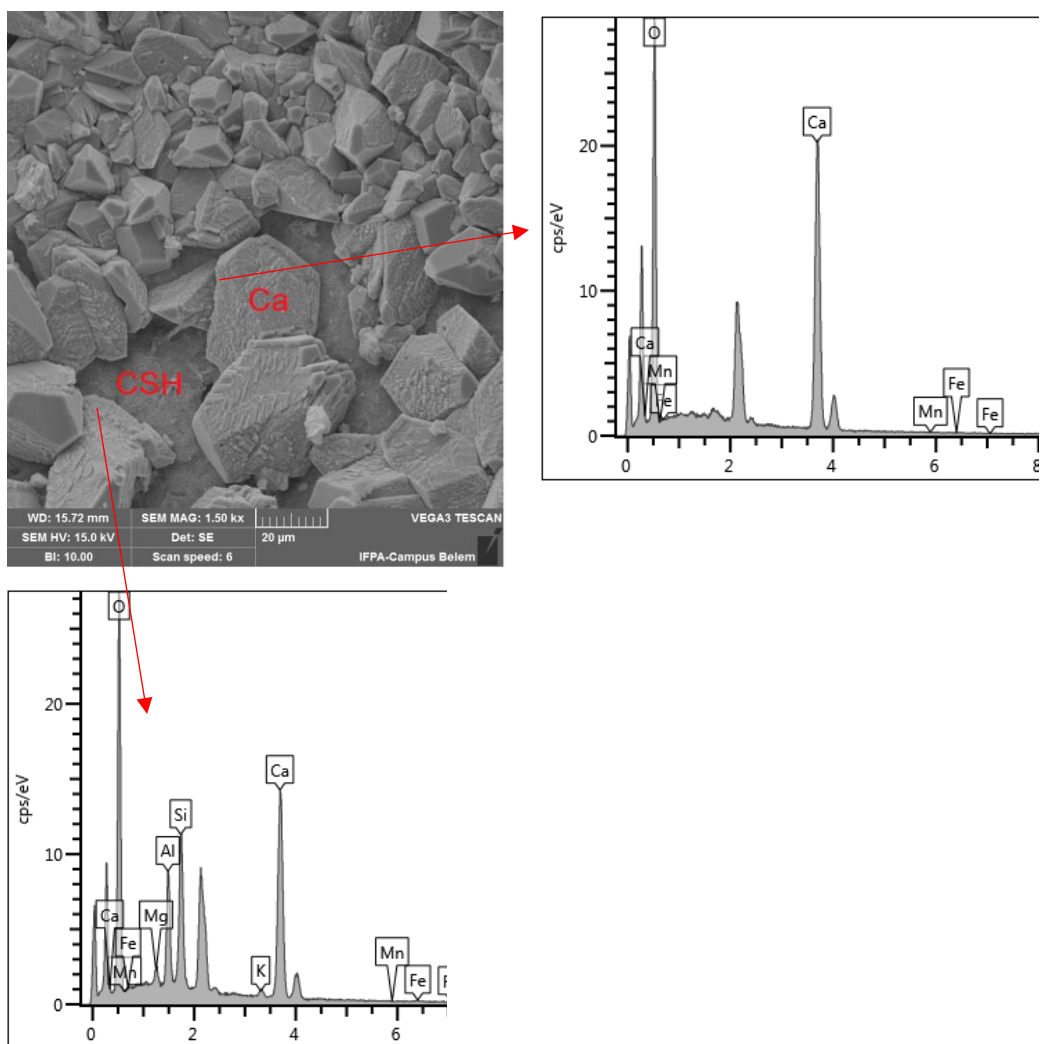 Ca
CSH
WD: 15.72 mm SEM MAG: 1.50 kx VEGA3 TESCAN
SEM HV: 15.0 kV Det: SE 20 µm
BI: 10.00 Scan speed: 6 IFPA-Campus Belem
O
Ca
20
cps/eV
10
Ca
Mn
Fe
Fe
Mn
Fe
0
0 2 4 6 8
O
20
Ca
cps/eV
Si
Al
10
Ca
Mg
Fe
Mn
Mn
K
Fe
0
0 2 4 6